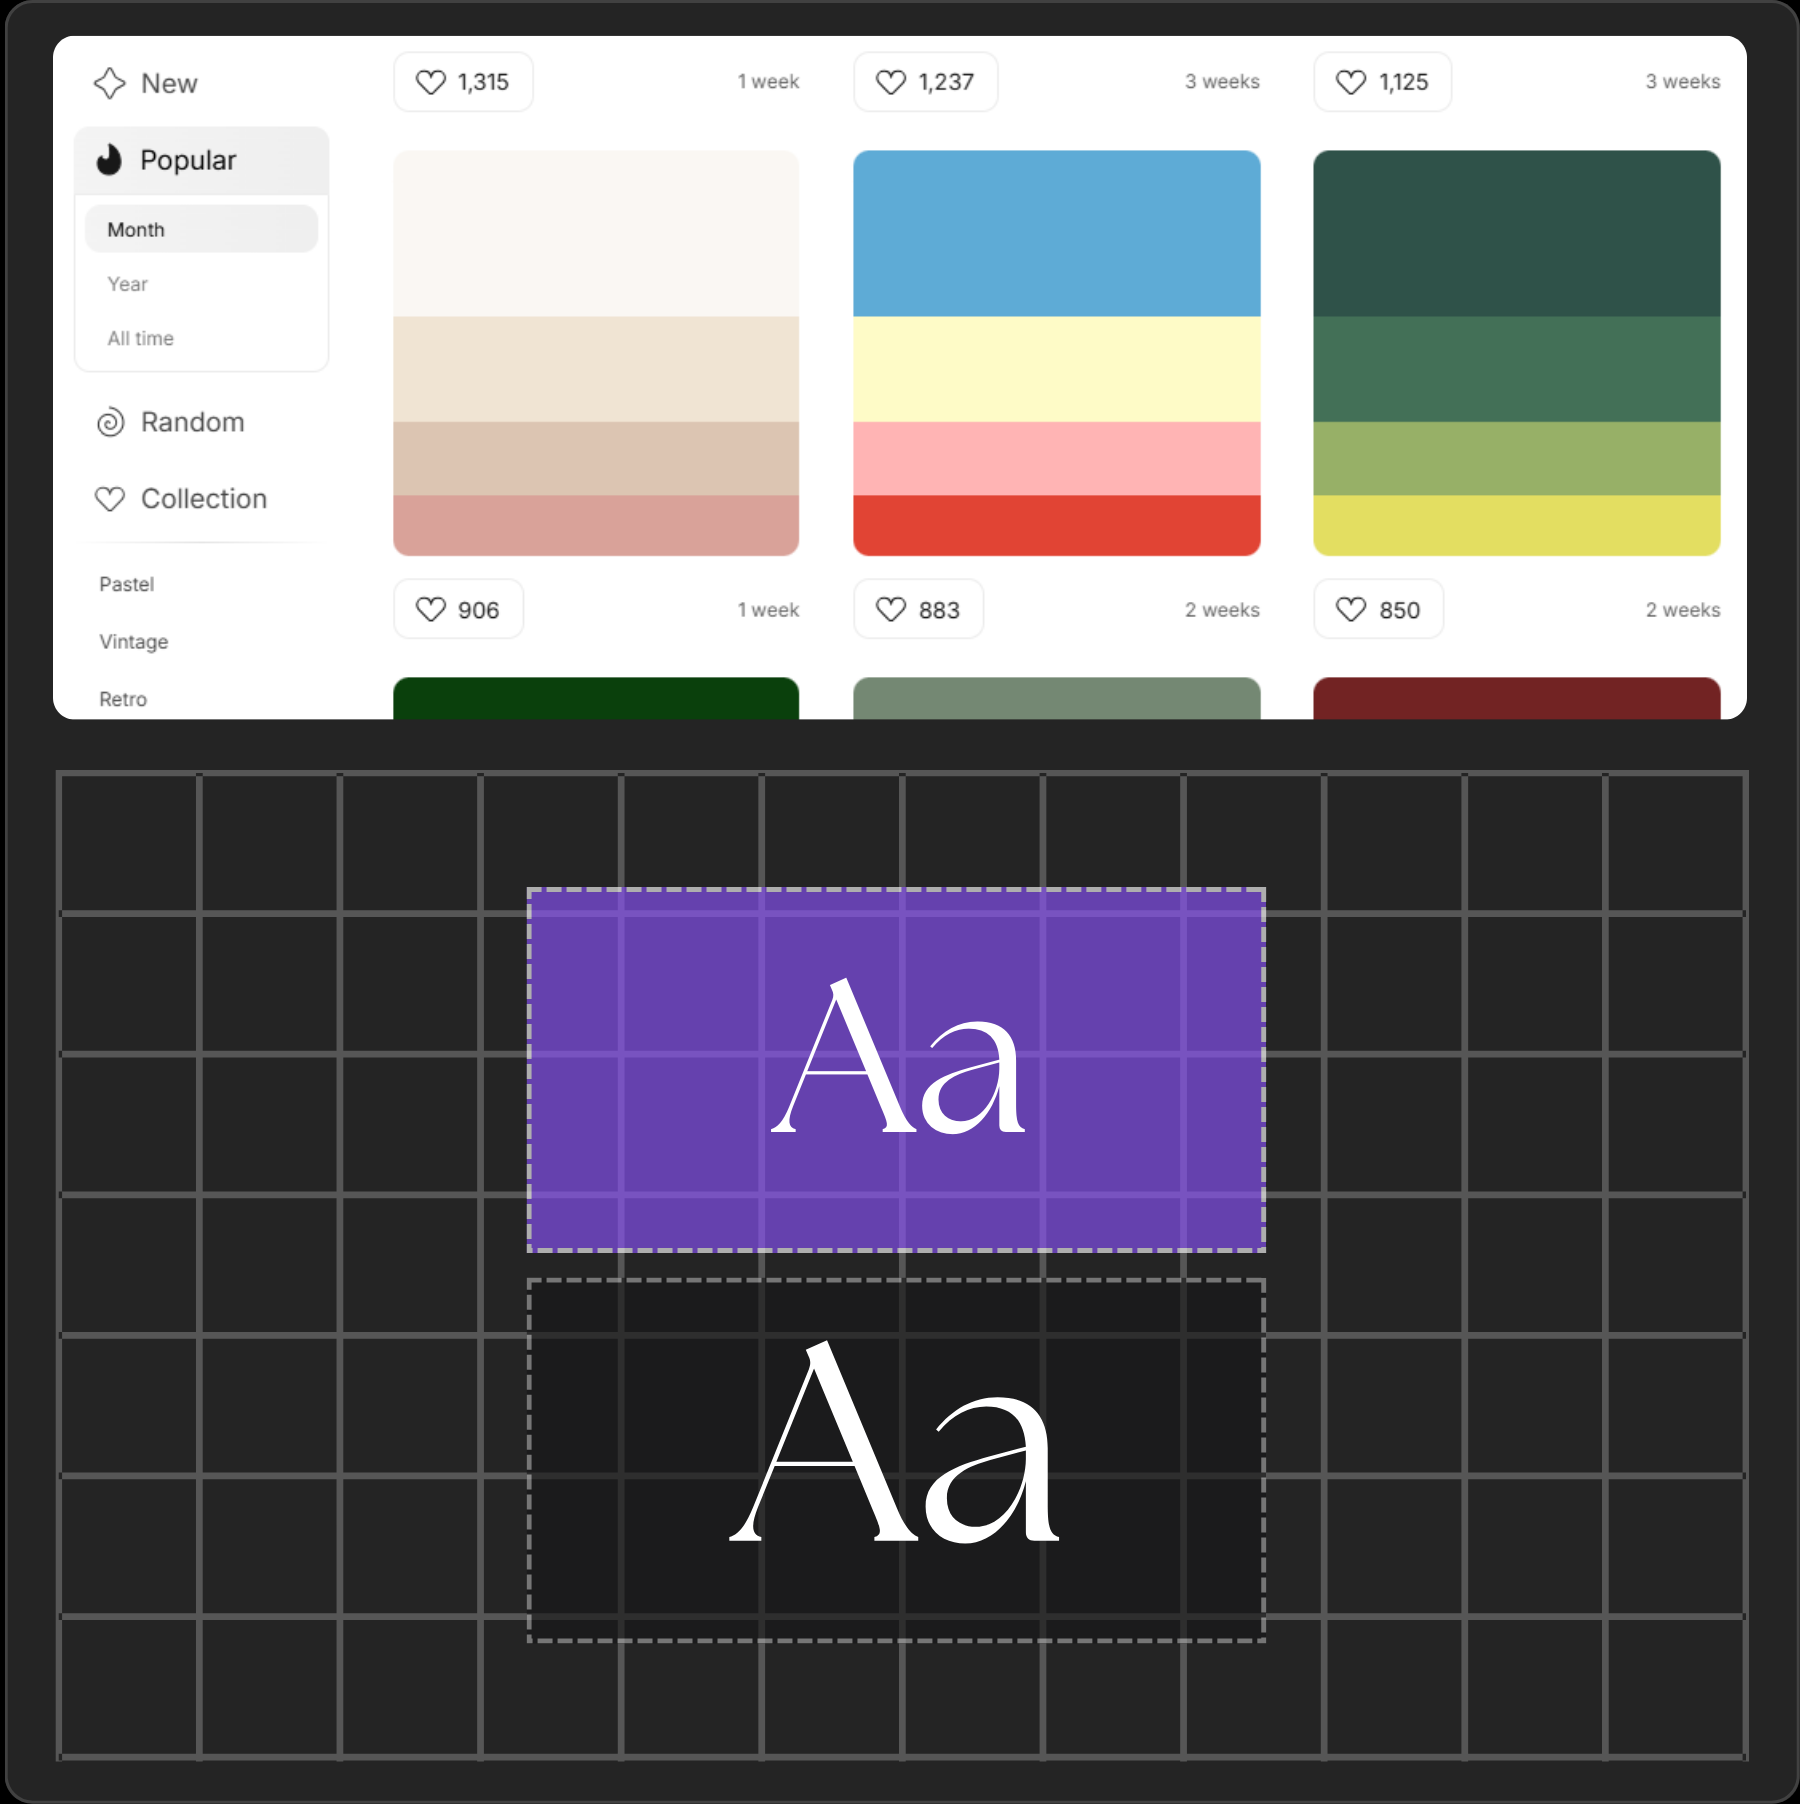 New
Popular
Month
Year
All time
Random
Collection
Pastel
Vintage
Retro
1,315 1 week
1,237 3 weeks
1,125 3 weeks
906 1 week
883 2 weeks
850 2 weeks
Aa
Aa